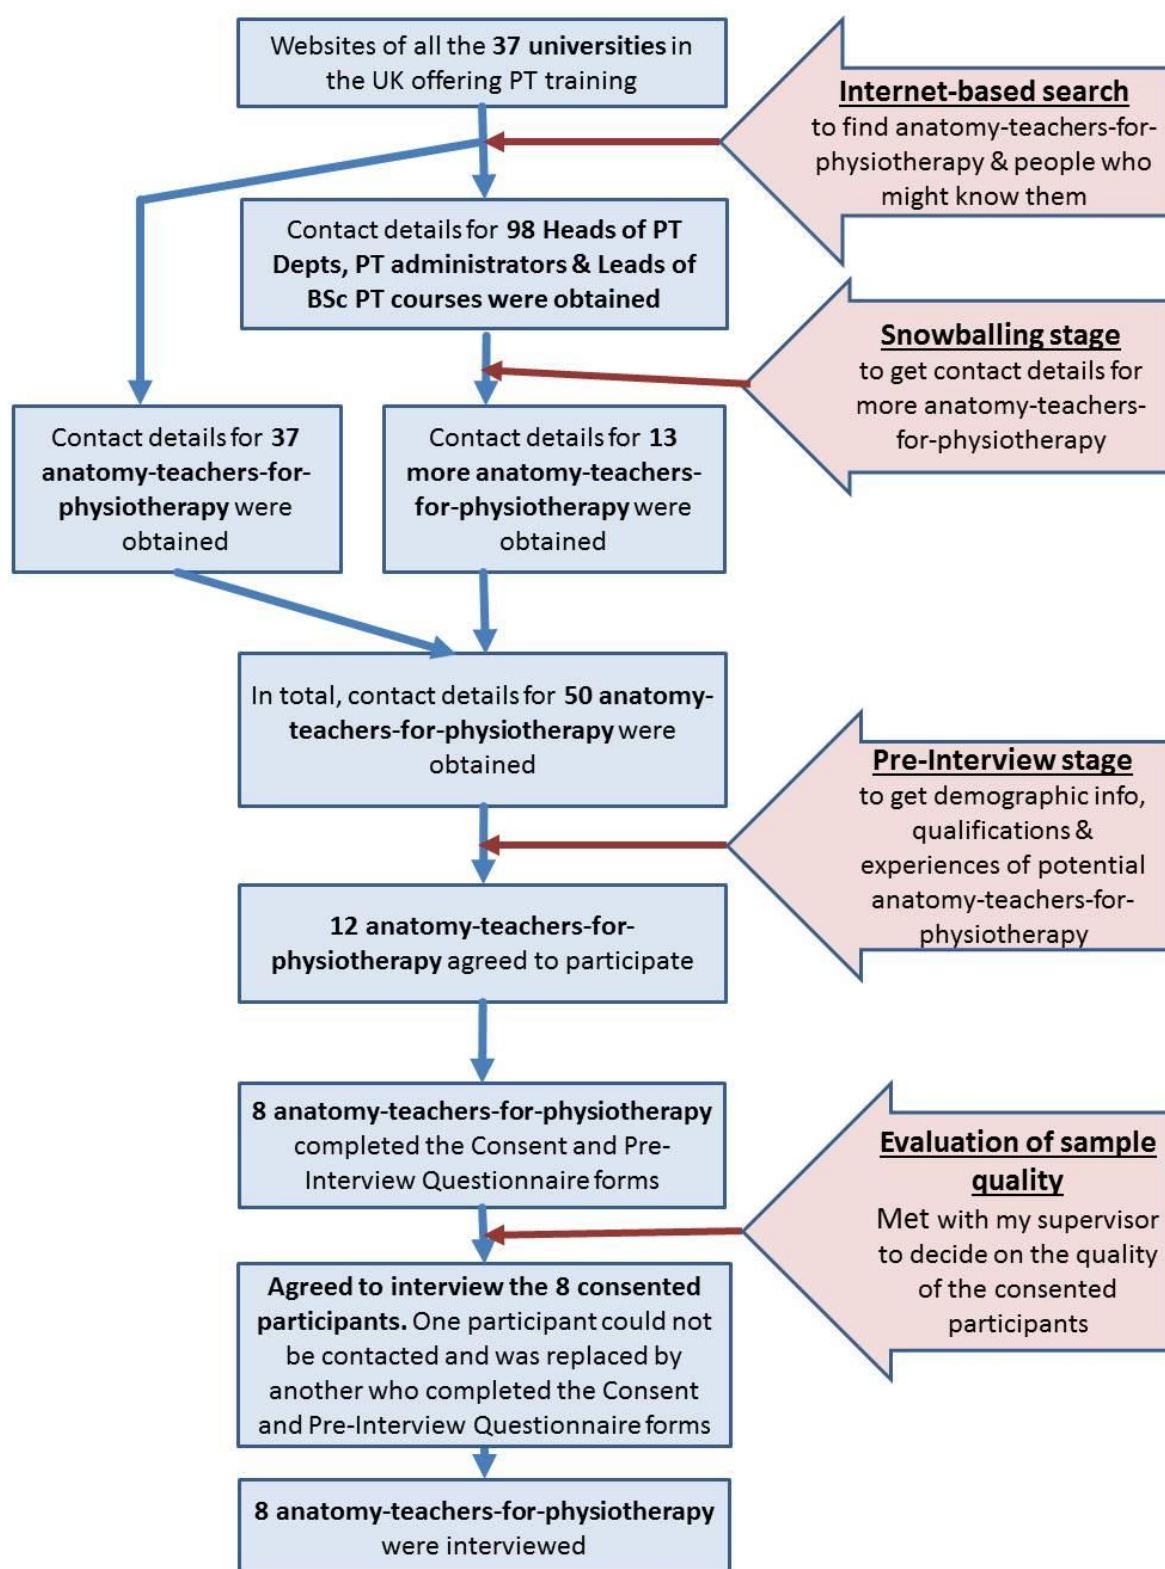 Websites of all the 37 universities in
the UK offering PT training
Internet-based search
to find anatomy-teachers-for-
physiotherapy & people who
might know them
Contact details for 98 Heads of PT
Depts, PT administrators & Leads of
BSc PT courses were obtained
Snowballing stage
to get contact details for
more anatomy-teachers-
for-physiotherapy
Contact details for 37
anatomy-teachers-for-
physiotherapy were
obtained
Contact details for 13
more anatomy-teachers-
for-physiotherapy were
obtained
In total, contact details for 50 anatomy-
teachers-for-physiotherapy were
obtained
Pre-Interview stage
to get demographic info,
qualifications &
experiences of potential
anatomy-teachers-for-
physiotherapy
12 anatomy-teachers-for-
physiotherapy agreed to participate
8 anatomy-teachers-for-physiotherapy
completed the Consent and Pre-
Interview Questionnaire forms
Evaluation of sample
quality
Met with my supervisor
to decide on the quality
of the consented
participants
Agreed to interview the 8 consented
participants. One participant could not
be contacted and was replaced by
another who completed the Consent
and Pre-Interview Questionnaire forms
8 anatomy-teachers-for-physiotherapy
were interviewed